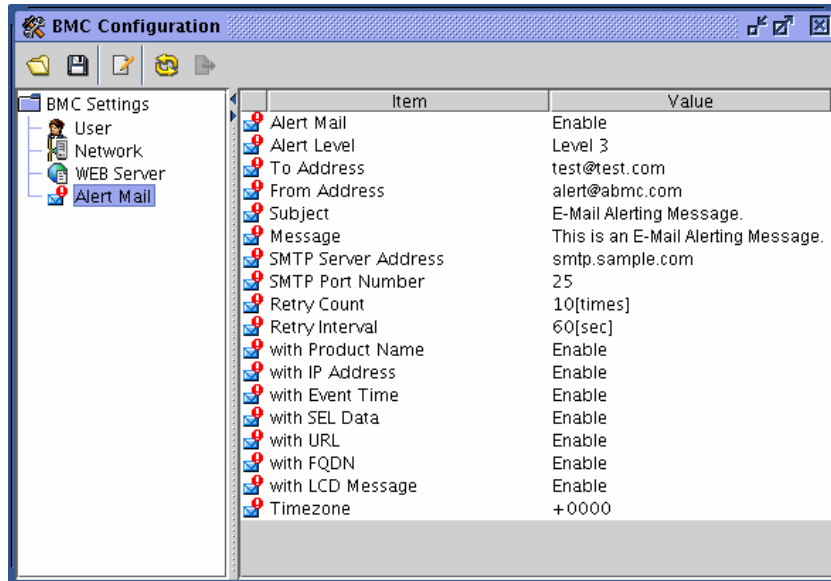 BMC Configuration
BMC Settings
User
Network
WEB Server
Alert Mail
Item Value
Alert Mail Enable
Alert Level Level 3
To Address test@test.com
From Address alert@abmc.com
Subject E-Mail Alerting Message.
Message This is an E-Mail Alerting Message.
SMTP Server Address smtp.sample.com
SMTP Port Number 25
Retry Count 10[times]
Retry Interval 60[sec]
with Product Name Enable
with IP Address Enable
with Event Time Enable
with SEL Data Enable
with URL Enable
with FQDN Enable
with LCD Message Enable
Timezone +0000